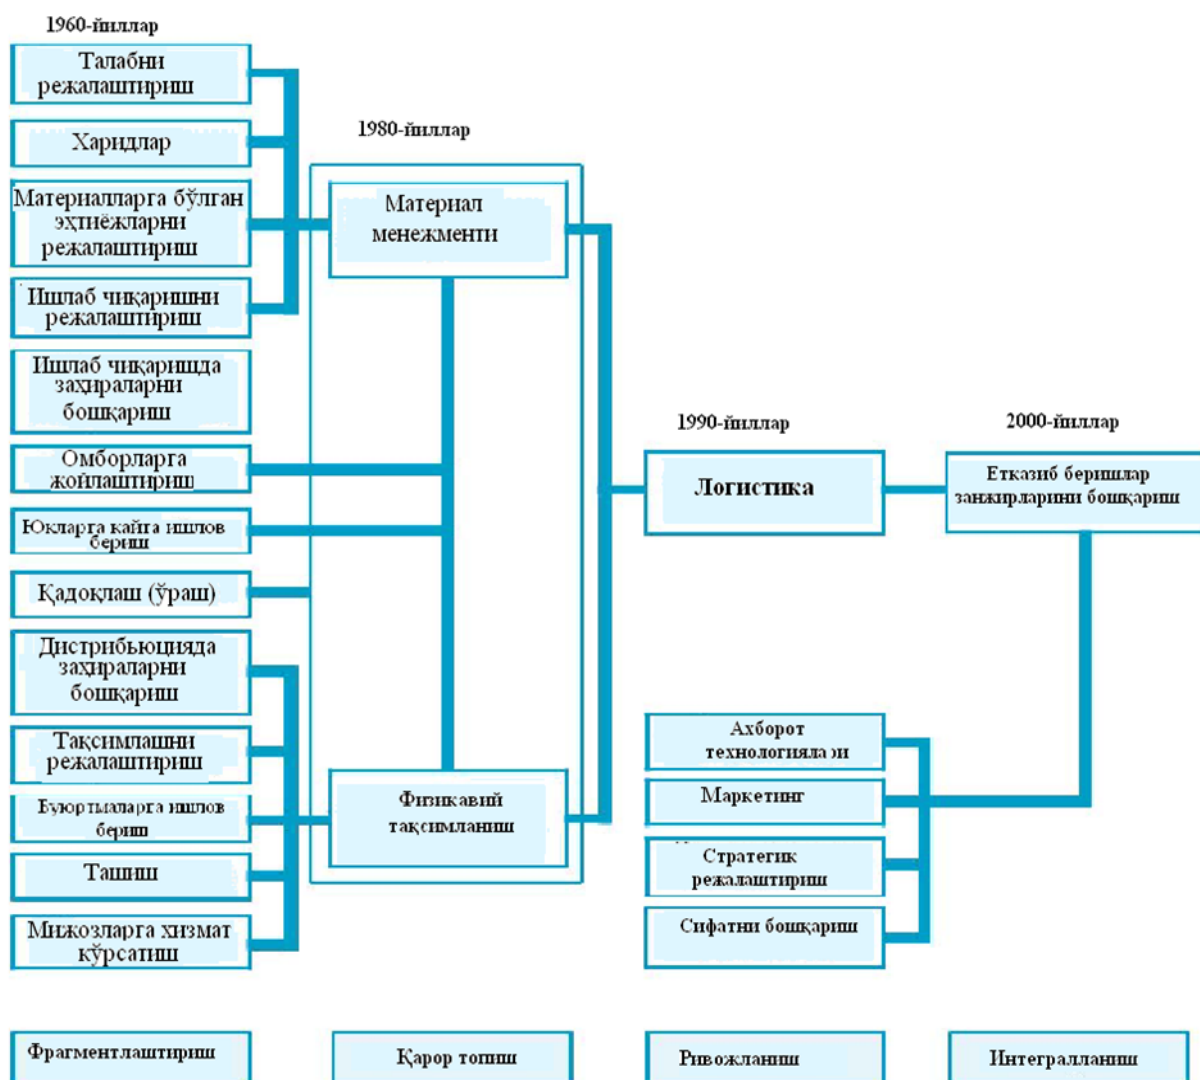 1960-йиллар
Талабни
режалаштириш
Харидлар
Материалларга бўлган
эҳтиёжларни
режалаштириш
Ишлаб чиқаришни
режалаштириш
Ишлаб чиқаришда
заҳираларни
бошқариш
Омборларга
жойлаштириш
Юкларга қайта ишлов
бериш
Қадоқлаш (ўраш)
Дистрибьюцияда
заҳираларни
бошқариш
Тақсимлашни
режалаштириш
Буюртмаларга ишлов
бериш
Ташиш
Мижозларга хизмат
кўрсатиш
1980-йиллар
Материал
менежменти
Физикавий
тақсимланиш
1990-йиллар
Логистика
2000-йиллар
Етказиб беришлар
занжирларини бошқариш
Ахборот
технологиялари
Маркетинг
Стратегик
режалаштириш
Сифатни бошқариш
Фрагментлаштириш
Қарор топиш
Ривожланиш
Интегралланиш